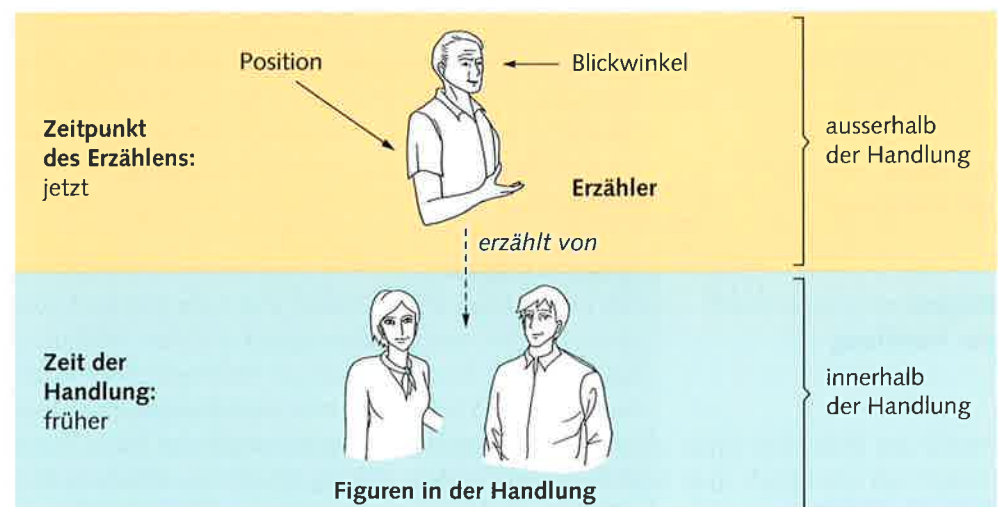 Position
Blickwinkel
Zeitpunkt
des Erzählens:
jetzt
ausserhalb
der Handlung
Erzähler
erzählt von
Zeit der
Handlung:
früher
innerhalb
der Handlung
Figuren in der Handlung